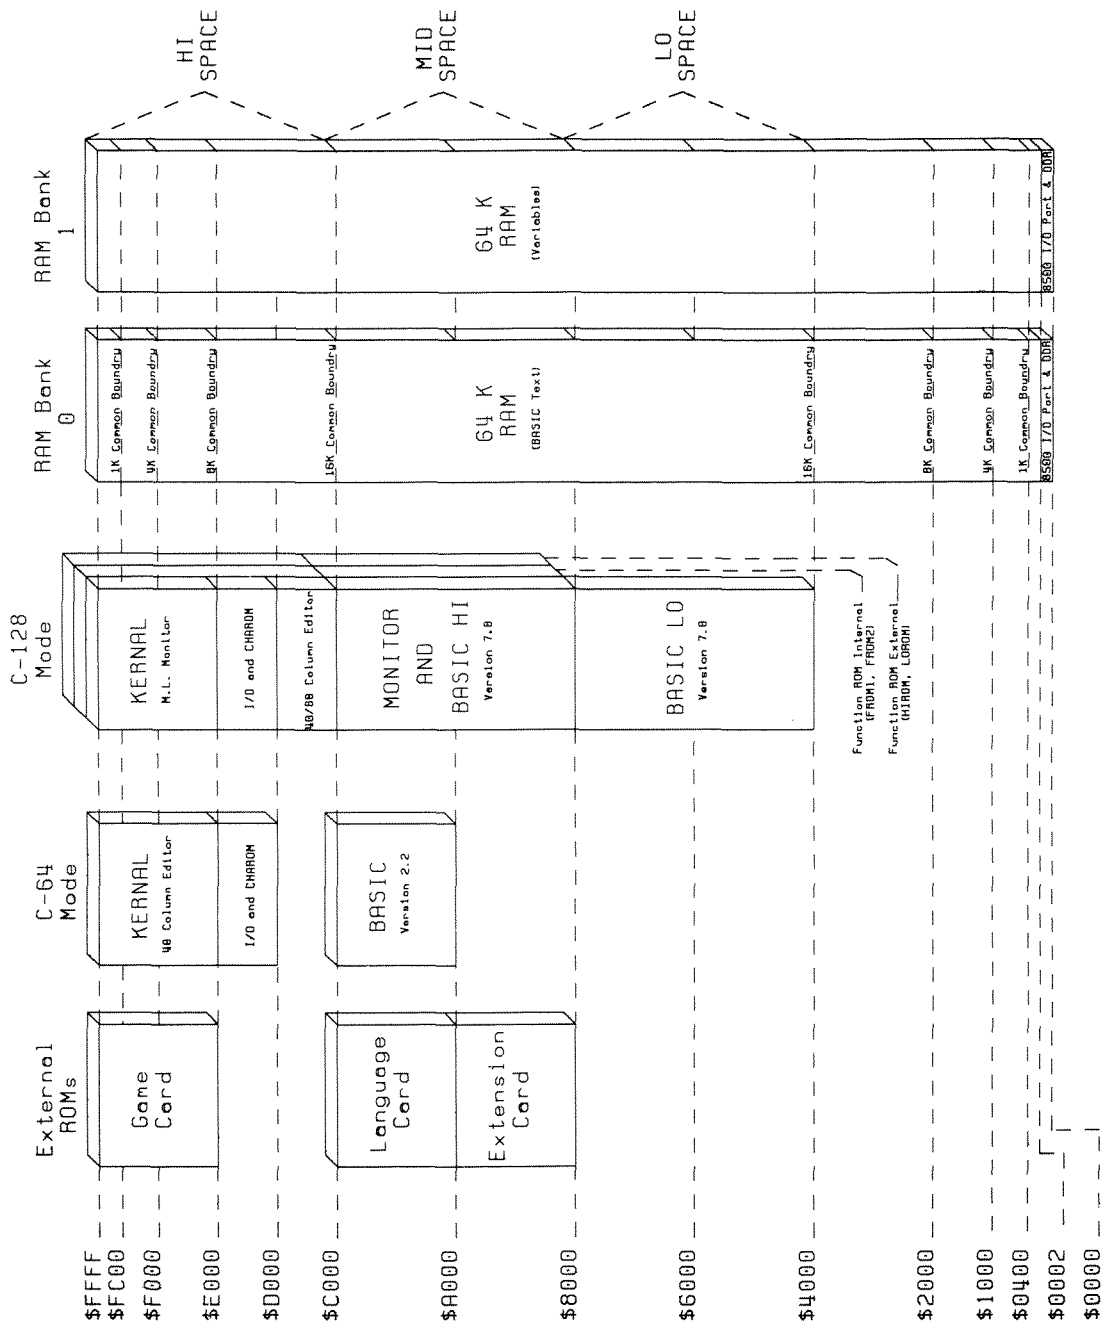 External
ROMs
C-64
Mode
C-128
Mode
RAM Bank
0
RAM Bank
1
$FFFF
$FC00
$F000
$E000
$D000
$C000
$A000
$8000
$6000
$4000
$2000
$1000
$0400
$0002
$0000
Game
Card
Language
Card
Extension
Card
KERNAL
40 Column Editor
I/O and CHAROM
BASIC
Version 2.2
KERNAL
M.L. Monitor
I/O and CHAROM
40/80 Column Editor
MONITOR
AND
BASIC HI
Version 7.0
BASIC LO
Version 7.0
Function ROM Internal
(FROM1, FROM2)
Function ROM External
(HIROM, LOROM)
1K Common Boundry
4K Common Boundry
8K Common Boundry
16K Common Boundry
64 K
RAM
(BASIC Text)
16K Common Boundry
8K Common Boundry
4K Common Boundry
1K Common Boundry
8500 I/O Port & DDR
64 K
RAM
(Variables)
8500 I/O Port & DDR
HI
SPACE
MID
SPACE
LO
SPACE